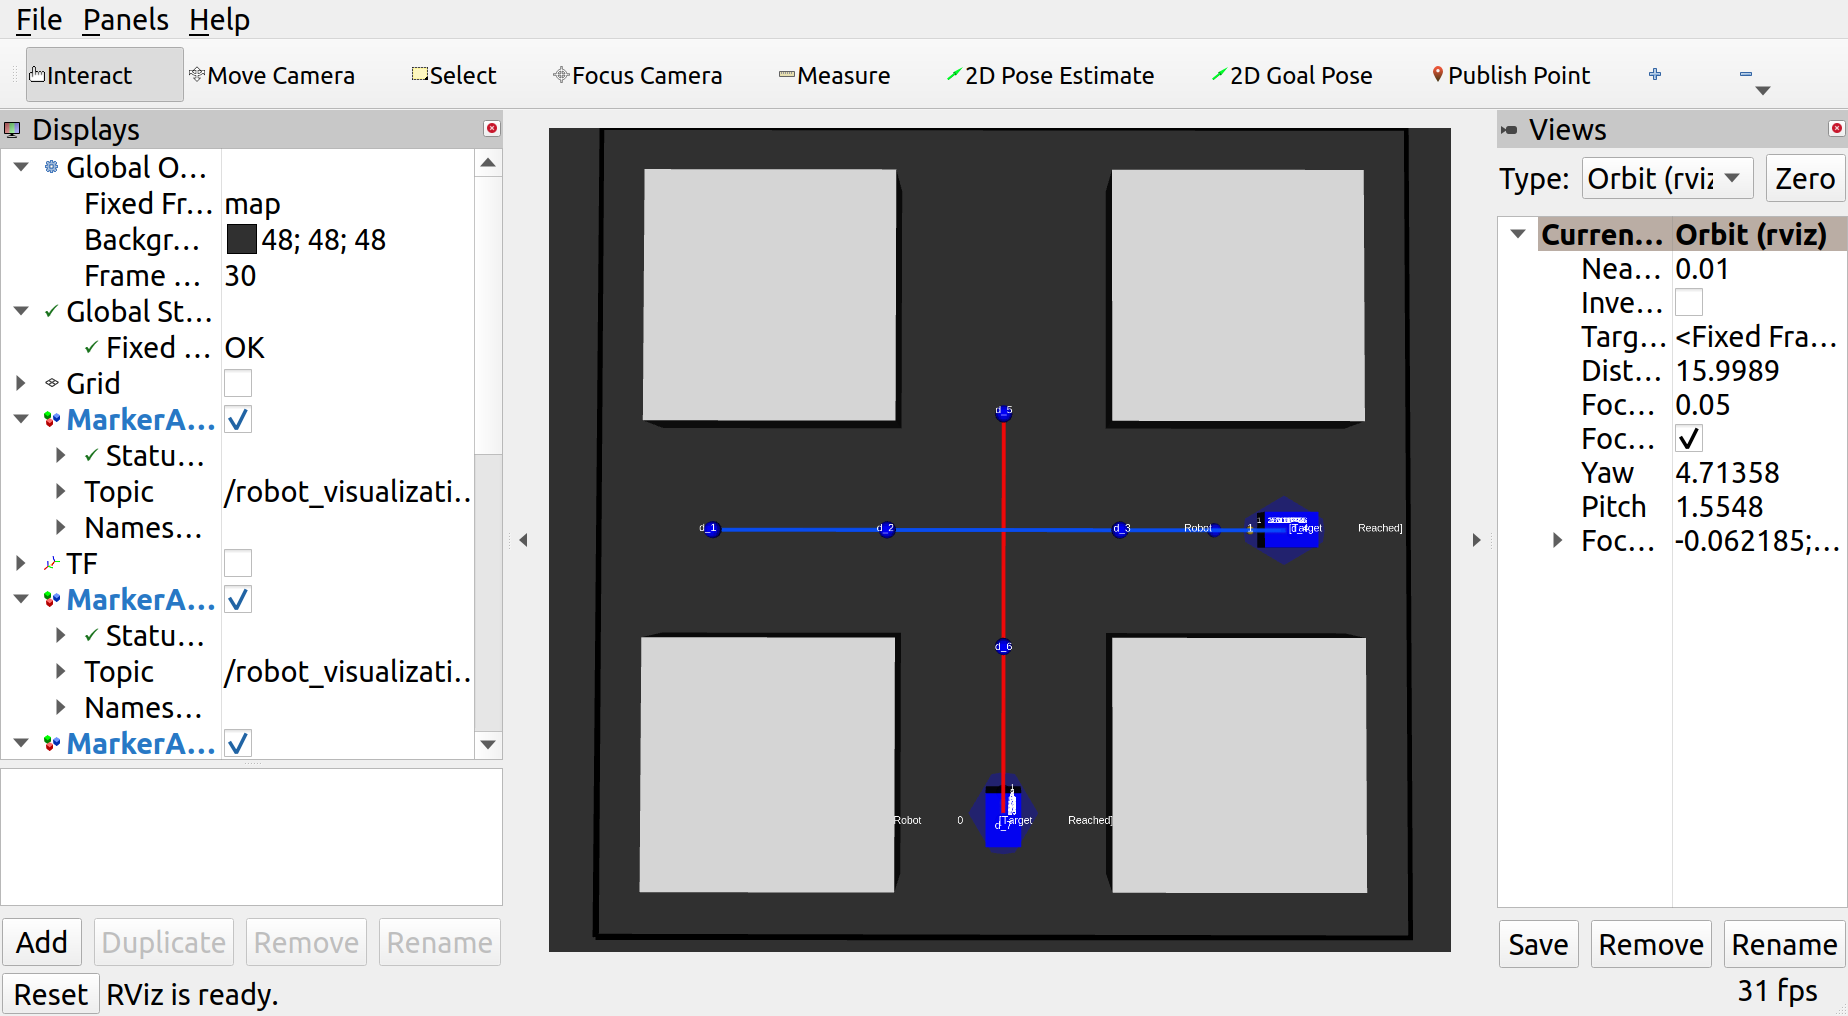 File Panels Help
Interact Move Camera Select Focus Camera Measure 2D Pose Estimate 2D Goal Pose Publish Point
Displays
Global O...
Fixed Fr... map
Backgr... 48; 48; 48
Frame ... 30
Global St...
Fixed ... OK
Grid
MarkerA...
Statu...
Topic /robot_visualizati..
Names...
TF
MarkerA...
Statu...
Topic /robot_visualizati..
Names...
MarkerA...
Add Duplicate Remove Rename
Reset RViz is ready.
d_5
d_1 d_2 d_3 Robot 1 [Target Reached]
d_6
Robot 0 [Target Reached]
d_7
Views
Type: Orbit (rviz Zero
Curren... Orbit (rviz)
Nea... 0.01
Inve...
Targ... <Fixed Fra...
Dist... 15.9989
Foc... 0.05
Foc...
Yaw 4.71358
Pitch 1.5548
Foc... -0.062185;...
Save Remove Rename
31 fps